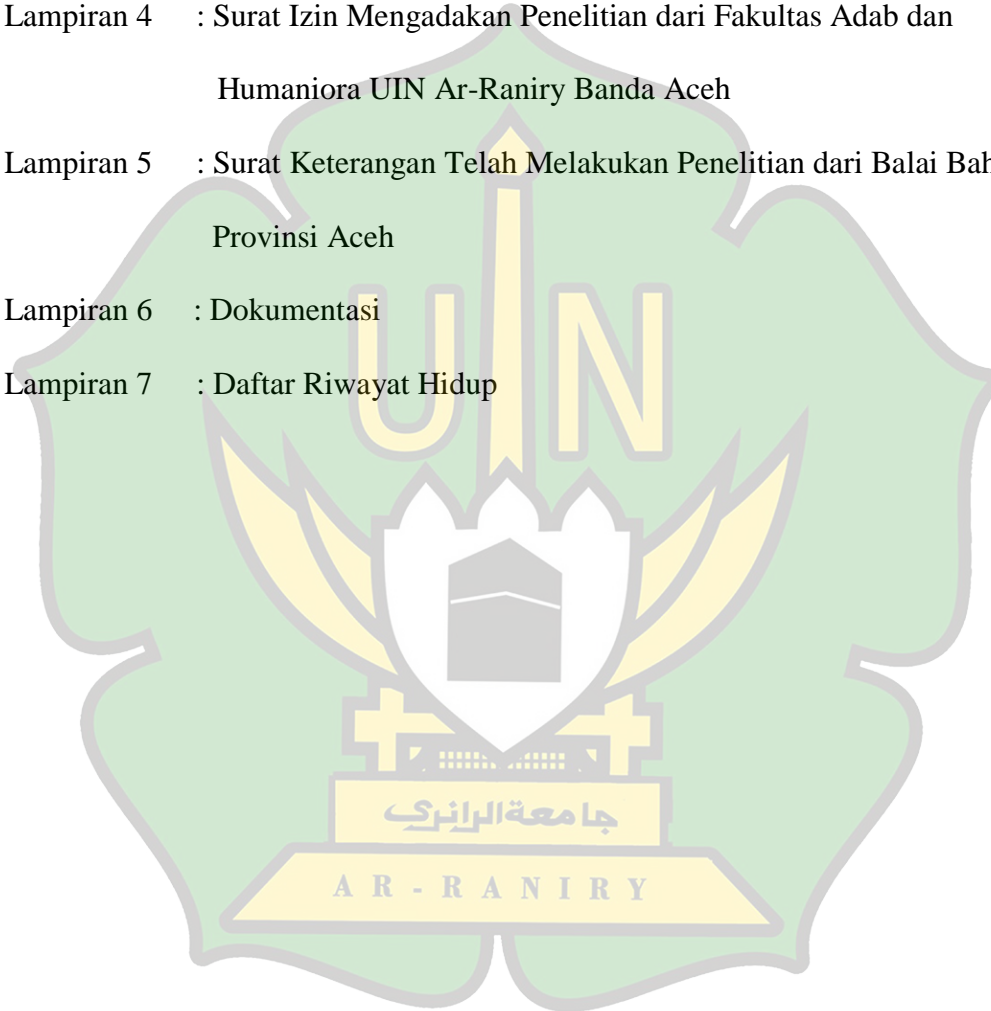 Lampiran 4 : Surat Izin Mengadakan Penelitian dari Fakultas Adab dan
Humaniora UIN Ar-Raniry Banda Aceh
Lampiran 5 : Surat Keterangan Telah Melakukan Penelitian dari Balai
Provinsi Aceh
Lampiran 6 : Dokumentasi
Lampiran 7 : Daftar Riwayat Hidup
UIN
جامعةالرانري
AR-RANIRY